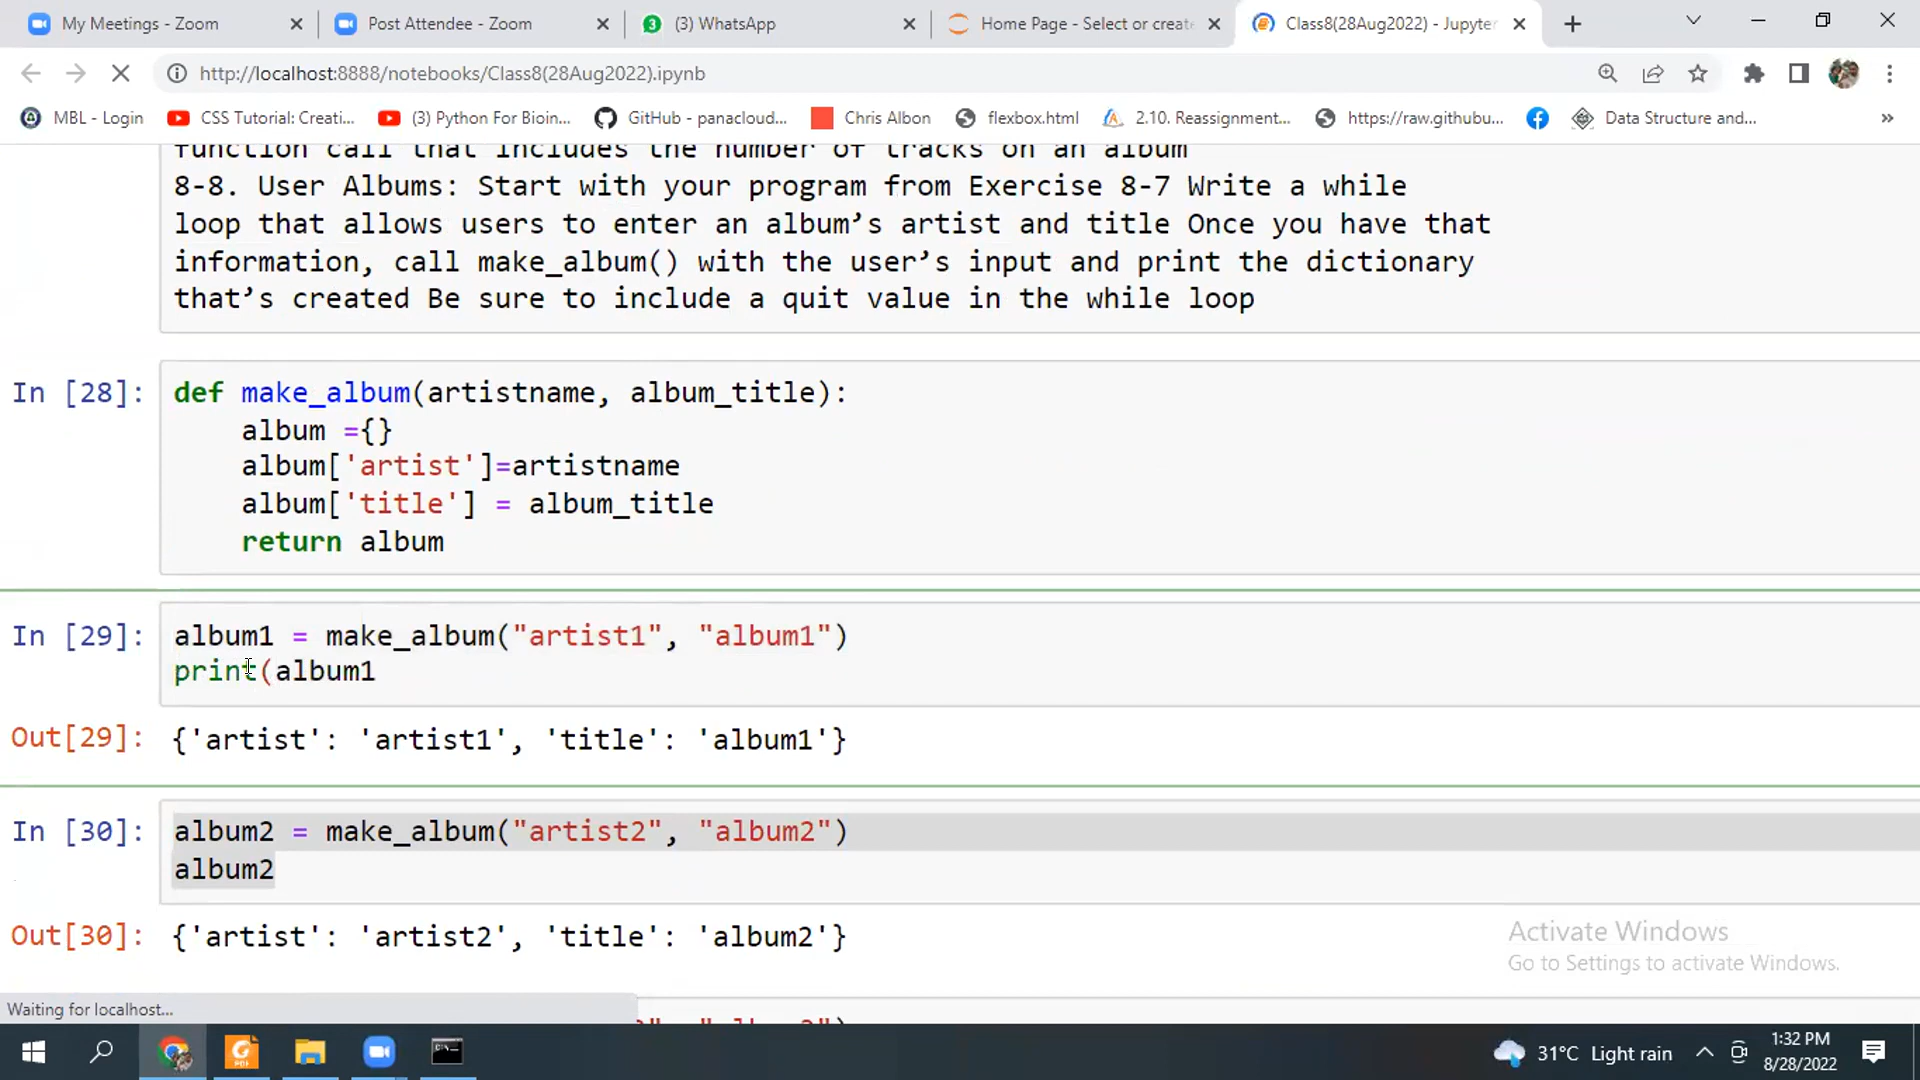 My Meetings - Zoom
Post Attendee - Zoom
3 (3) WhatsApp
Home Page - Select or create
Class8(28Aug2022) - Jupyter
http://localhost:8888/notebooks/Class8(28Aug2022).ipynb
MBL - Login
CSS Tutorial: Creati...
(3) Python For Bioin...
GitHub - panacloud...
Chris Albon
flexbox.html
2.10. Reassignment...
https://raw.githubu...
Data Structure and...
»
function call that includes the number of tracks on an album
8-8. User Albums: Start with your program from Exercise 8-7 Write a while
loop that allows users to enter an album’s artist and title Once you have that
information, call make_album() with the user’s input and print the dictionary
that’s created Be sure to include a quit value in the while loop
In [28]: def make_album(artistname, album_title):
album ={}
album['artist']=artistname
album['title'] = album_title
return album
In [29]: album1 = make_album("artist1", "album1")
print(album1
Out[29]: {'artist': 'artist1', 'title': 'album1'}
In [30]: album2 = make_album("artist2", "album2")
album2
Out[30]: {'artist': 'artist2', 'title': 'album2'}
Activate Windows
Go to Settings to activate Windows.
Waiting for localhost...
31°C Light rain
1:32 PM
8/28/2022